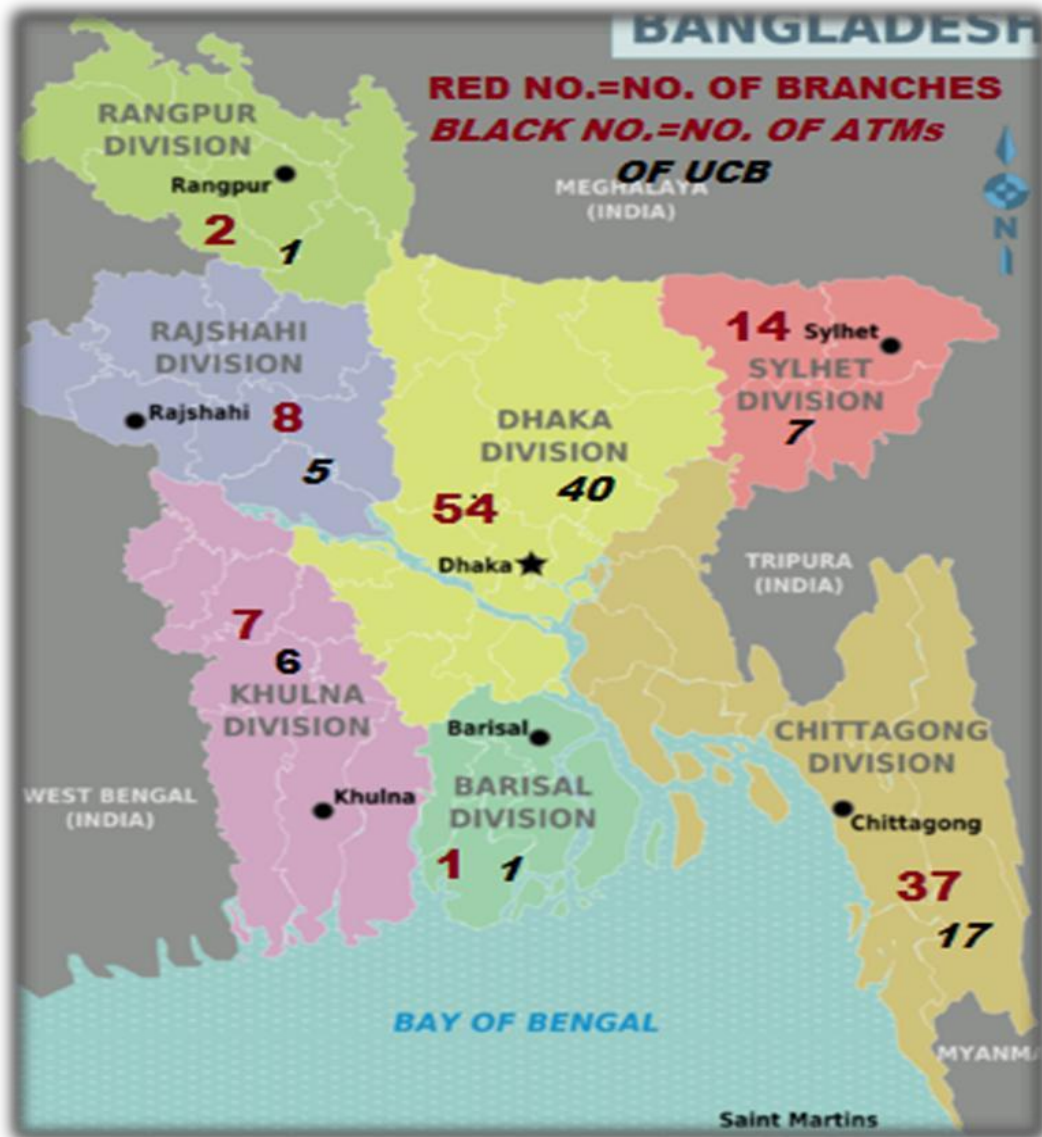 BANGLADESH
RED NO.=NO. OF BRANCHES
BLACK NO.=NO. OF ATMs
OF UCB
MEGHALAYA
(INDIA)
N
RANGPUR
DIVISION
Rangpur
2
1
RAJSHAHI
DIVISION
Rajshahi
8
5
14
Sylhet
SYLHET
DIVISION
7
DHAKA
DIVISION
40
54
Dhaka
TRIPURA
(INDIA)
7
6
KHULNA
DIVISION
Khulna
WEST BENGAL
(INDIA)
Barisal
BARISAL
DIVISION
1
1
CHITTAGONG
DIVISION
Chittagong
37
17
BAY OF BENGAL
MYANMA
Saint Martins